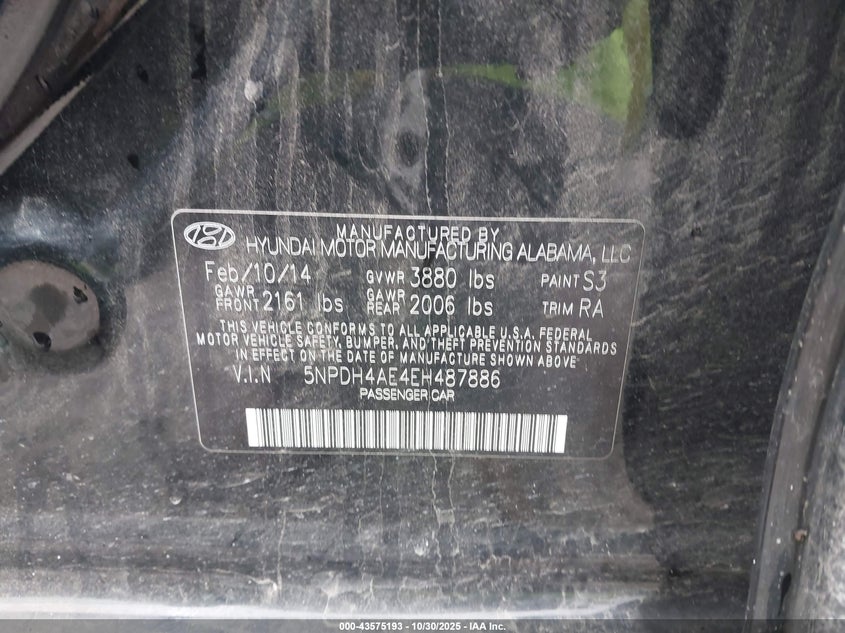 MANUFACTURED BY
HYUNDAI MOTOR MANUFACTURING ALABAMA, LLC
Feb/10/14 GVWR 3880 lbs PAINT S3
GAWR FRONT 2161 lbs GAWR REAR 2006 lbs TRIM RA
THIS VEHICLE CONFORMS TO ALL APPLICABLE U.S.A. FEDERAL
MOTOR VEHICLE SAFETY, BUMPER, AND THEFT PREVENTION STANDARDS
IN EFFECT ON THE DATE OF MANUFACTURE SHOWN ABOVE
V.I.N 5NPDH4AE4EH487886
PASSENGER CAR
000-43575193 - 10/30/2025 - IAA Inc.